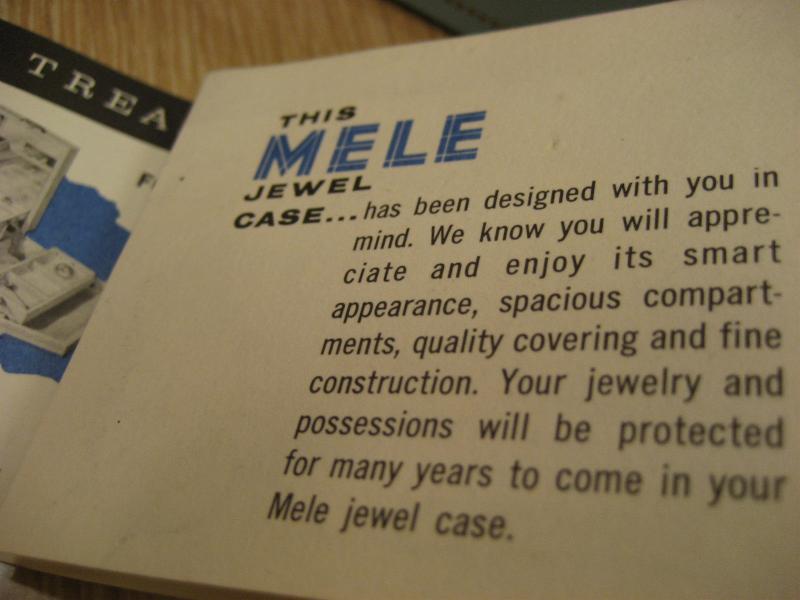 TREA
THIS
MELE
JEWEL
CASE... has been designed with you in
mind. We know you will appre-
ciate and enjoy its smart
appearance, spacious compart-
ments, quality covering and fine
construction. Your jewelry and
possessions will be protected
for many years to come in your
Mele jewel case.